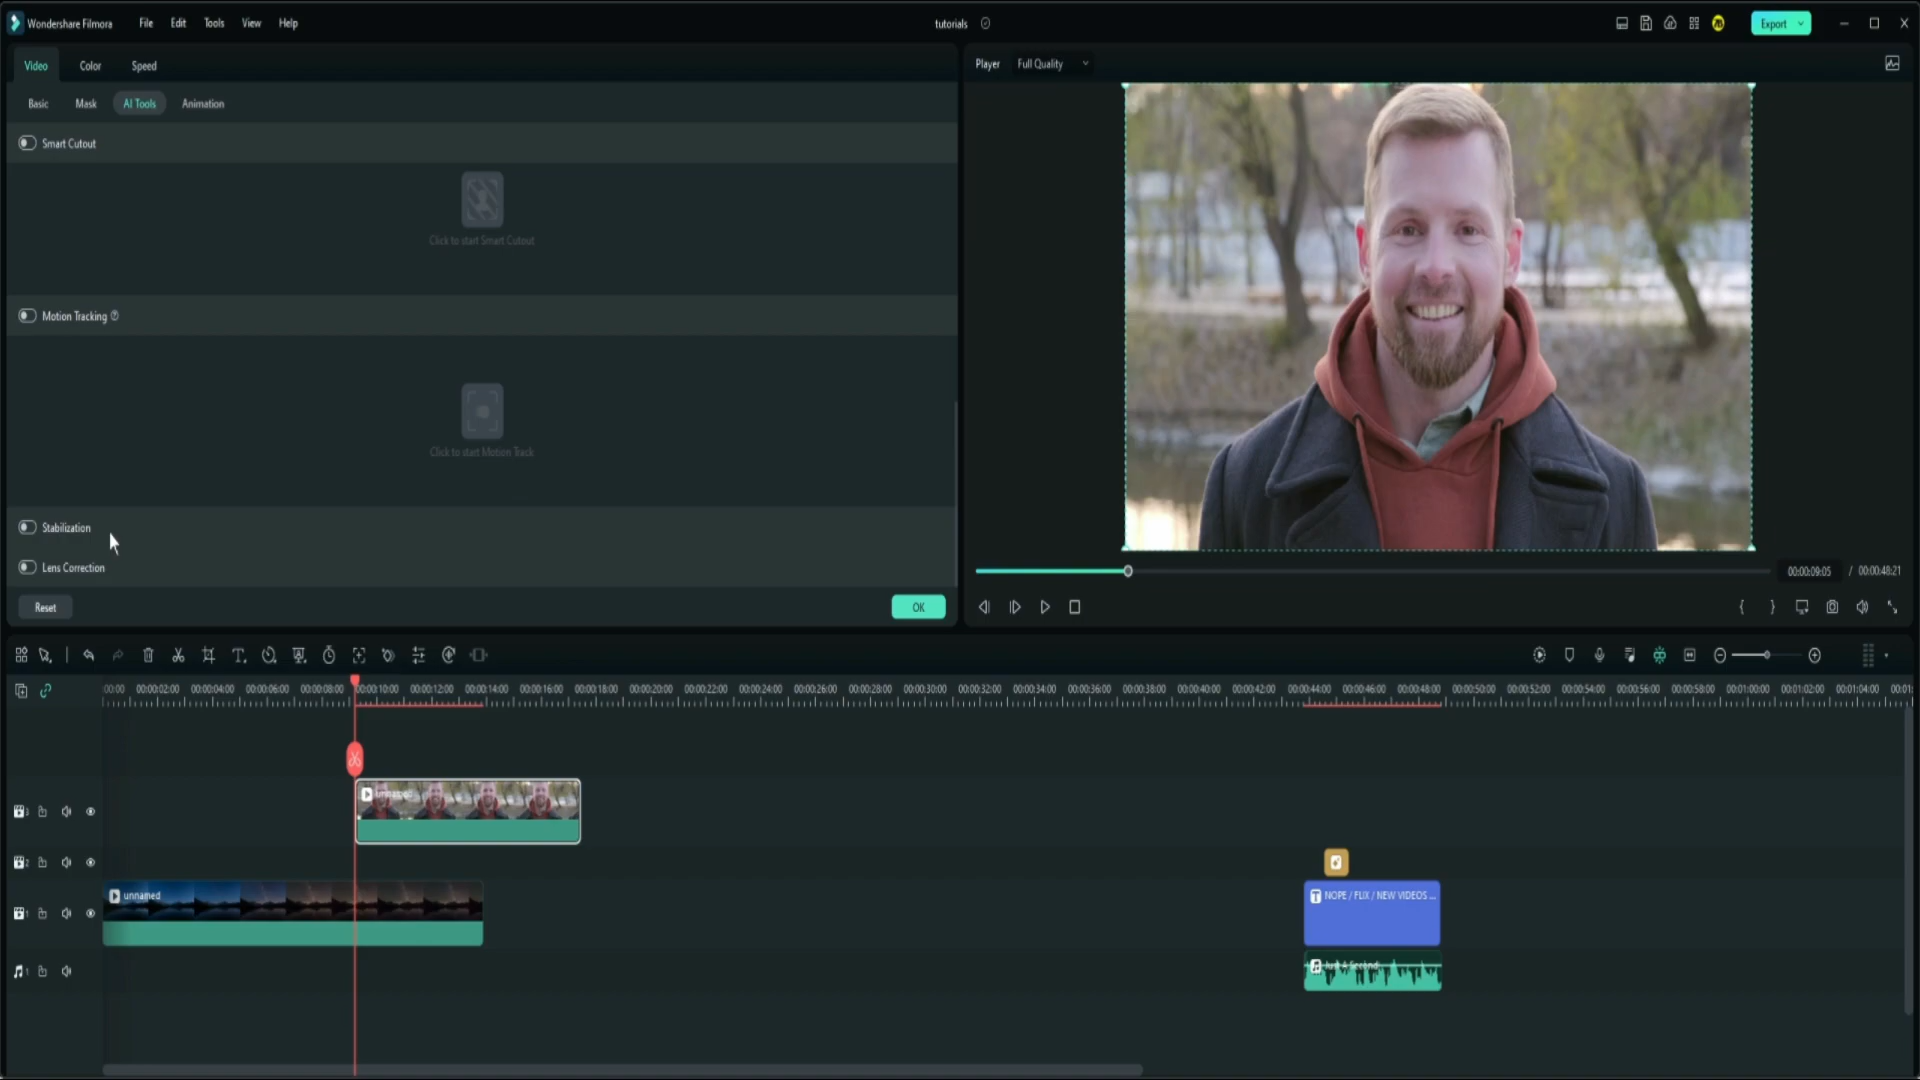 Wondershare Filmora File Edit Tools View Help tutorials Export
Video Color Speed
Player Full Quality
Basic Mask AI Tools Animation
Smart Cutout
Click to start Smart Cutout
Motion Tracking
Click to start Motion Track
Stabilization
Lens Correction
Reset OK
00:00:09:05 / 00:00:48:21
00:00 00:00:02:00 00:00:04:00 00:00:06:00 00:00:08:00 00:00:10:00 00:00:12:00 00:00:14:00 00:00:16:00 00:00:18:00 00:00:20:00 00:00:22:00 00:00:24:00 00:00:26:00 00:00:28:00 00:00:30:00 00:00:32:00 00:00:34:00 00:00:36:00 00:00:38:00 00:00:40:00 00:00:42:00 00:00:44:00 00:00:46:00 00:00:48:00 00:00:50:00 00:00:52:00 00:00:54:00 00:00:56:00 00:00:58:00 00:01:00:00 00:01:02:00 00:01:04:00 00:01:
unnamed
3
2
unnamed
NOPE / FLIX / NEW VIDEOS ...
1
Just A Second
1